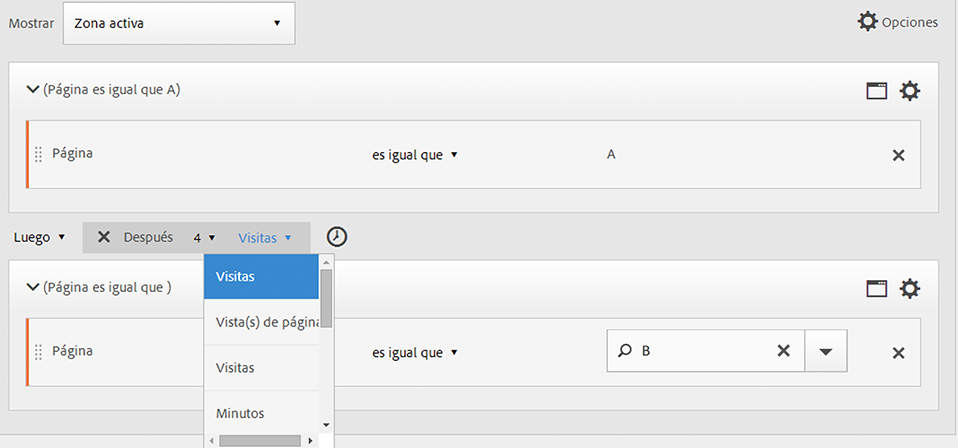 Mostrar Zona activa Opciones
(Página es igual que A)
Página es igual que A
Luego Después 4 Visitas
Visitas
(Página es igual que )
Vista(s) de página
Página es igual que B
Visitas
Minutos